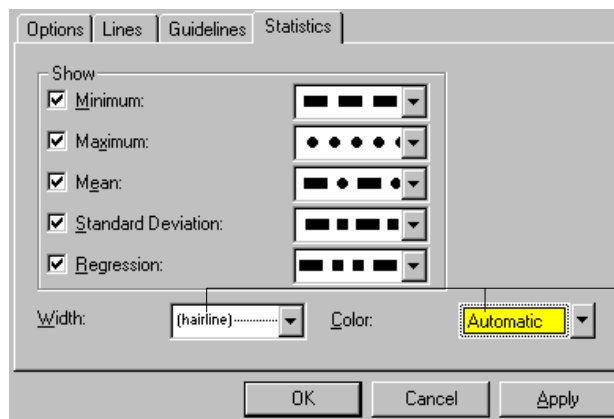 Options Lines Guidelines Statistics
Show
Minimum:
Maximum:
Mean:
Standard Deviation:
Regression:
Width: (hairline) Color: Automatic
OK Cancel Apply